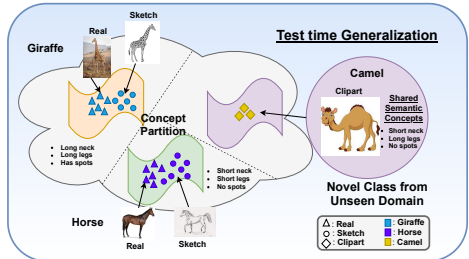 Test time Generalization
Giraffe
Real
Sketch
Concept
Partition
• Long neck
• Long legs
• Has spots
• Short neck
• Short legs
• No spots
Horse
Real
Sketch
Camel
Clipart
Shared
Semantic
Concepts
• Short neck
• Long legs
• No spots
Novel Class from
Unseen Domain
: Real
: Sketch
: Clipart
: Giraffe
: Horse
: Camel